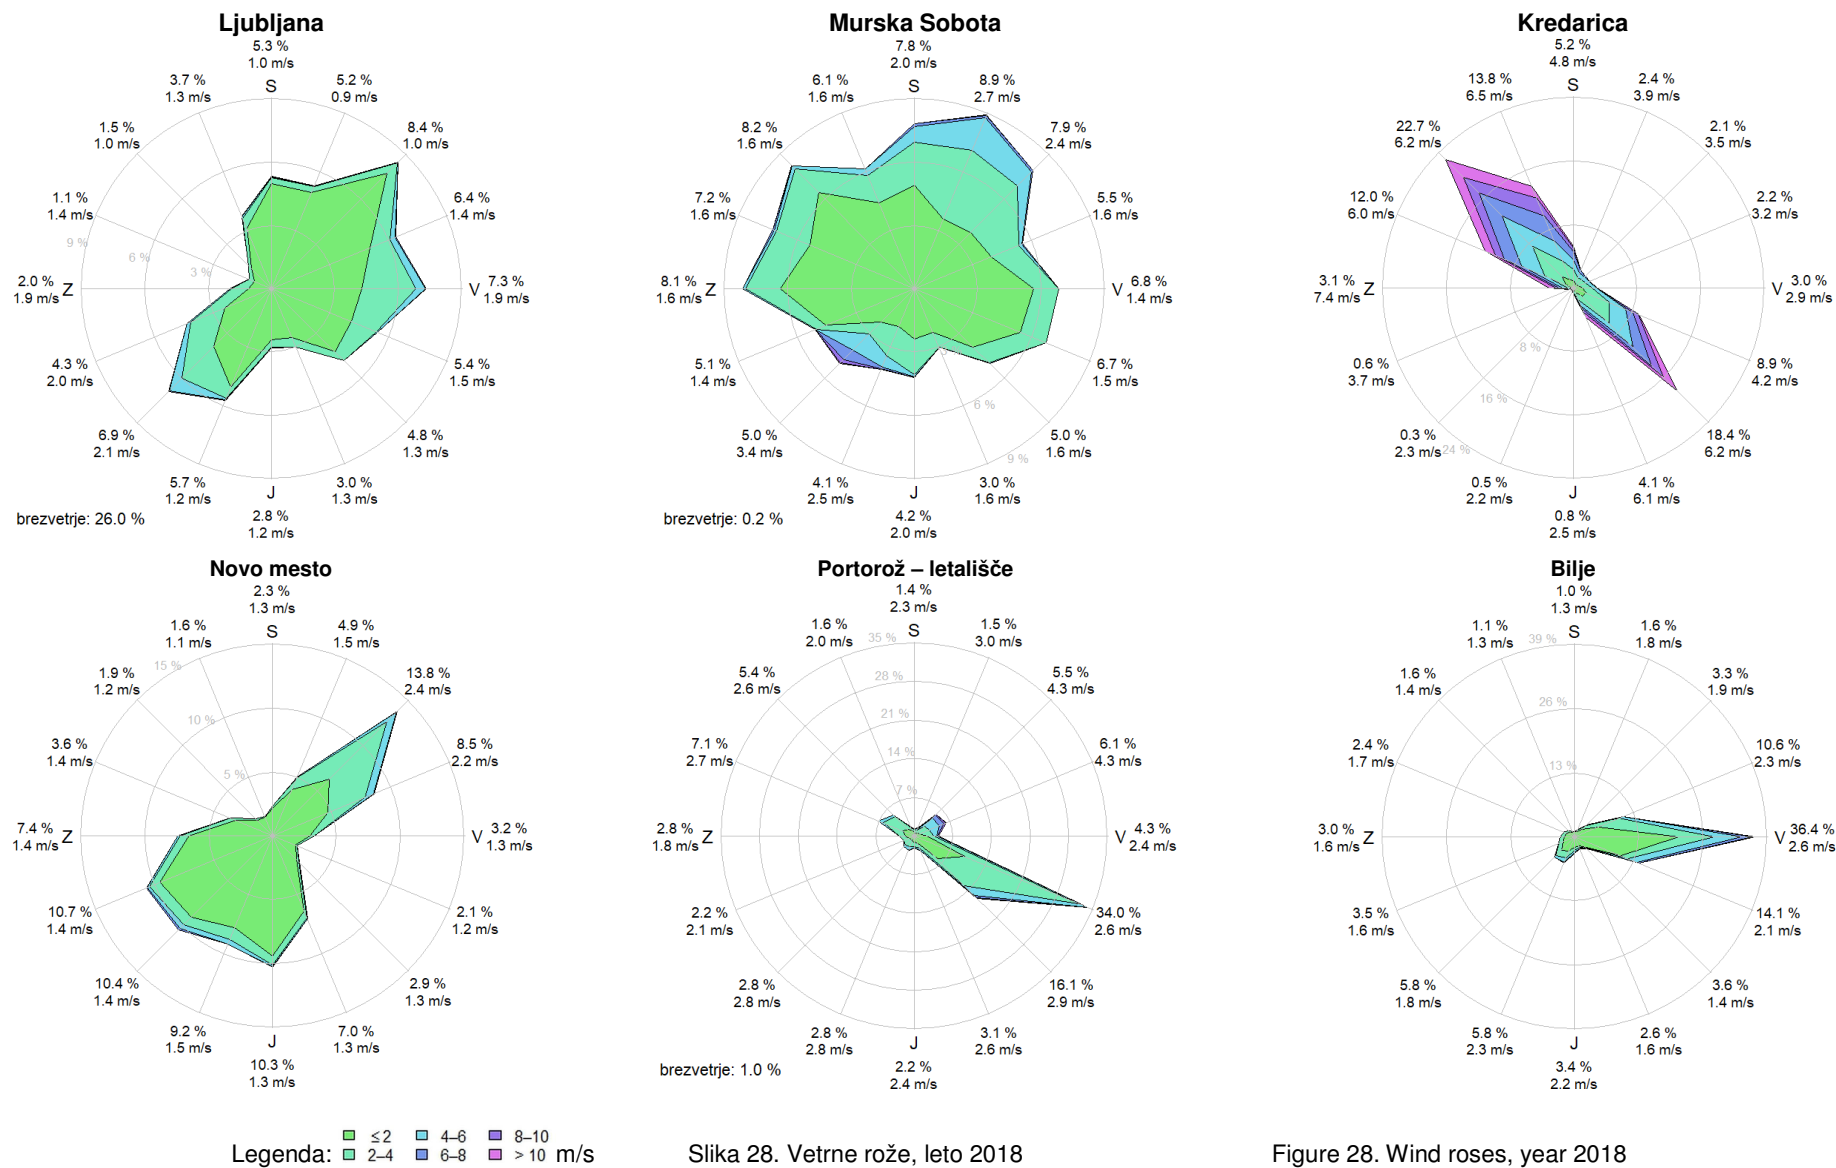 Ljubljana
5.3 %
1.0 m/s
3.7 %
1.3 m/s
S
5.2 %
0.9 m/s
1.5 %
1.0 m/s
8.4 %
1.0 m/s
1.1 %
1.4 m/s
6.4 %
1.4 m/s
9 %
6 %
3 %
2.0 %
1.9 m/s
Z
V
7.3 %
1.9 m/s
4.3 %
2.0 m/s
5.4 %
1.5 m/s
6.9 %
2.1 m/s
4.8 %
1.3 m/s
5.7 %
1.2 m/s
J
3.0 %
1.3 m/s
2.8 %
1.2 m/s
brezvetrje: 26.0 %
Murska Sobota
7.8 %
2.0 m/s
6.1 %
1.6 m/s
S
8.9 %
2.7 m/s
8.2 %
1.6 m/s
7.9 %
2.4 m/s
7.2 %
1.6 m/s
5.5 %
1.6 m/s
8.1 %
1.6 m/s
Z
V
6.8 %
1.4 m/s
5.1 %
1.4 m/s
6.7 %
1.5 m/s
6 %
9 %
5.0 %
3.4 m/s
5.0 %
1.6 m/s
4.1 %
2.5 m/s
J
3.0 %
1.6 m/s
4.2 %
2.0 m/s
brezvetrje: 0.2 %
Kredarica
5.2 %
4.8 m/s
13.8 %
6.5 m/s
S
2.4 %
3.9 m/s
22.7 %
6.2 m/s
2.1 %
3.5 m/s
12.0 %
6.0 m/s
2.2 %
3.2 m/s
3.1 %
7.4 m/s
Z
V
3.0 %
2.9 m/s
8 %
16 %
24 %
0.6 %
3.7 m/s
8.9 %
4.2 m/s
0.3 %
2.3 m/s
18.4 %
6.2 m/s
0.5 %
2.2 m/s
J
4.1 %
6.1 m/s
0.8 %
2.5 m/s
Novo mesto
2.3 %
1.3 m/s
1.6 %
1.1 m/s
S
4.9 %
1.5 m/s
15 %
10 %
5 %
1.9 %
1.2 m/s
13.8 %
2.4 m/s
3.6 %
1.4 m/s
8.5 %
2.2 m/s
7.4 %
1.4 m/s
Z
V
3.2 %
1.3 m/s
10.7 %
1.4 m/s
2.1 %
1.2 m/s
10.4 %
1.4 m/s
2.9 %
1.3 m/s
9.2 %
1.5 m/s
J
7.0 %
1.3 m/s
10.3 %
1.3 m/s
Portorož – letališče
1.4 %
2.3 m/s
1.6 %
2.0 m/s
S
1.5 %
3.0 m/s
35 %
28 %
21 %
14 %
7 %
5.4 %
2.6 m/s
5.5 %
4.3 m/s
7.1 %
2.7 m/s
6.1 %
4.3 m/s
2.8 %
1.8 m/s
Z
V
4.3 %
2.4 m/s
2.2 %
2.1 m/s
34.0 %
2.6 m/s
2.8 %
2.8 m/s
16.1 %
2.9 m/s
2.8 %
2.8 m/s
J
3.1 %
2.6 m/s
2.2 %
2.4 m/s
brezvetrje: 1.0 %
Bilje
1.0 %
1.3 m/s
1.1 %
1.3 m/s
S
1.6 %
1.8 m/s
39 %
26 %
13 %
1.6 %
1.4 m/s
3.3 %
1.9 m/s
2.4 %
1.7 m/s
10.6 %
2.3 m/s
3.0 %
1.6 m/s
Z
V
36.4 %
2.6 m/s
3.5 %
1.6 m/s
14.1 %
2.1 m/s
5.8 %
1.8 m/s
3.6 %
1.4 m/s
5.8 %
2.3 m/s
J
2.6 %
1.6 m/s
3.4 %
2.2 m/s
Legenda: ≤2 4–6 8–10
2–4 6–8 > 10 m/s
Slika 28. Vetrne rože, leto 2018
Figure 28. Wind roses, year 2018